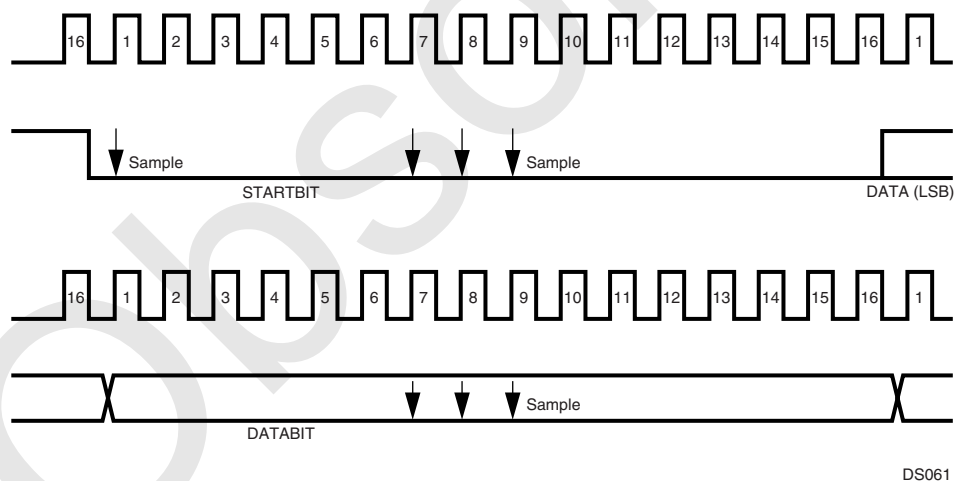 16 1 2 3 4 5 6 7 8 9 10 11 12 13 14 15 16 1
Sample Sample
STARTBIT DATA (LSB)
16 1 2 3 4 5 6 7 8 9 10 11 12 13 14 15 16 1
Sample
DATABIT
DS061
Obso